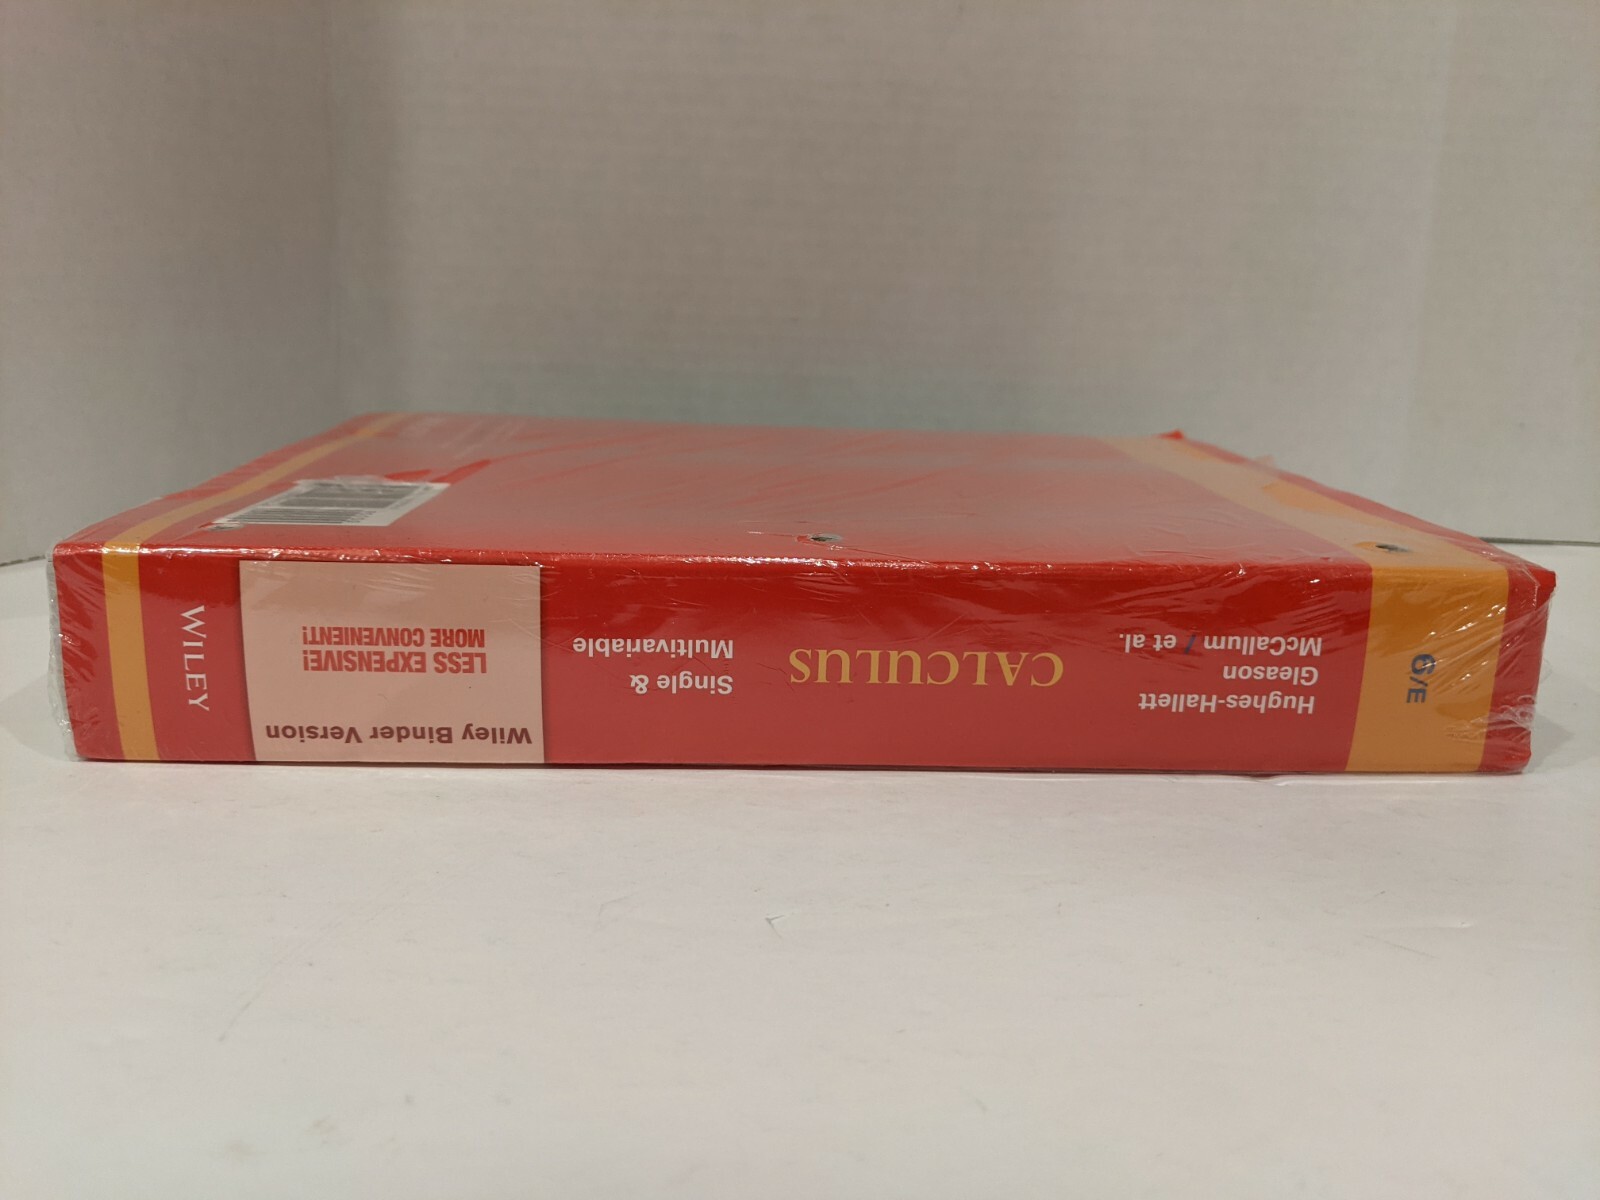 6/E
Hughes-Hallett
Gleason
McCallum / et al.
CALCULUS
Single &
Multivariable
Wiley Binder Version
LESS EXPENSIVE!
MORE CONVENIENT!
WILEY